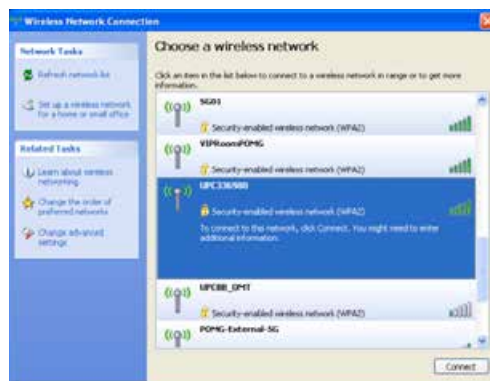 Wireless Network Connection
Network Tasks
Refresh network list
Set up a wireless network
for a home or small office
Related Tasks
Learn about wireless
networking
Change the order of
preferred networks
Change advanced
settings
Choose a wireless network
Click an item in the list below to connect to a wireless network in range or to get more
information.
SG01
Security-enabled wireless network (WPA2)
VIPRoomPOMG
Security-enabled wireless network (WPA2)
Security-enabled wireless network (WPA2)
To connect to this network, click Connect. You might need to enter
additional information.
Security-enabled wireless network (WPA2)
POMG-External-SG
Connect